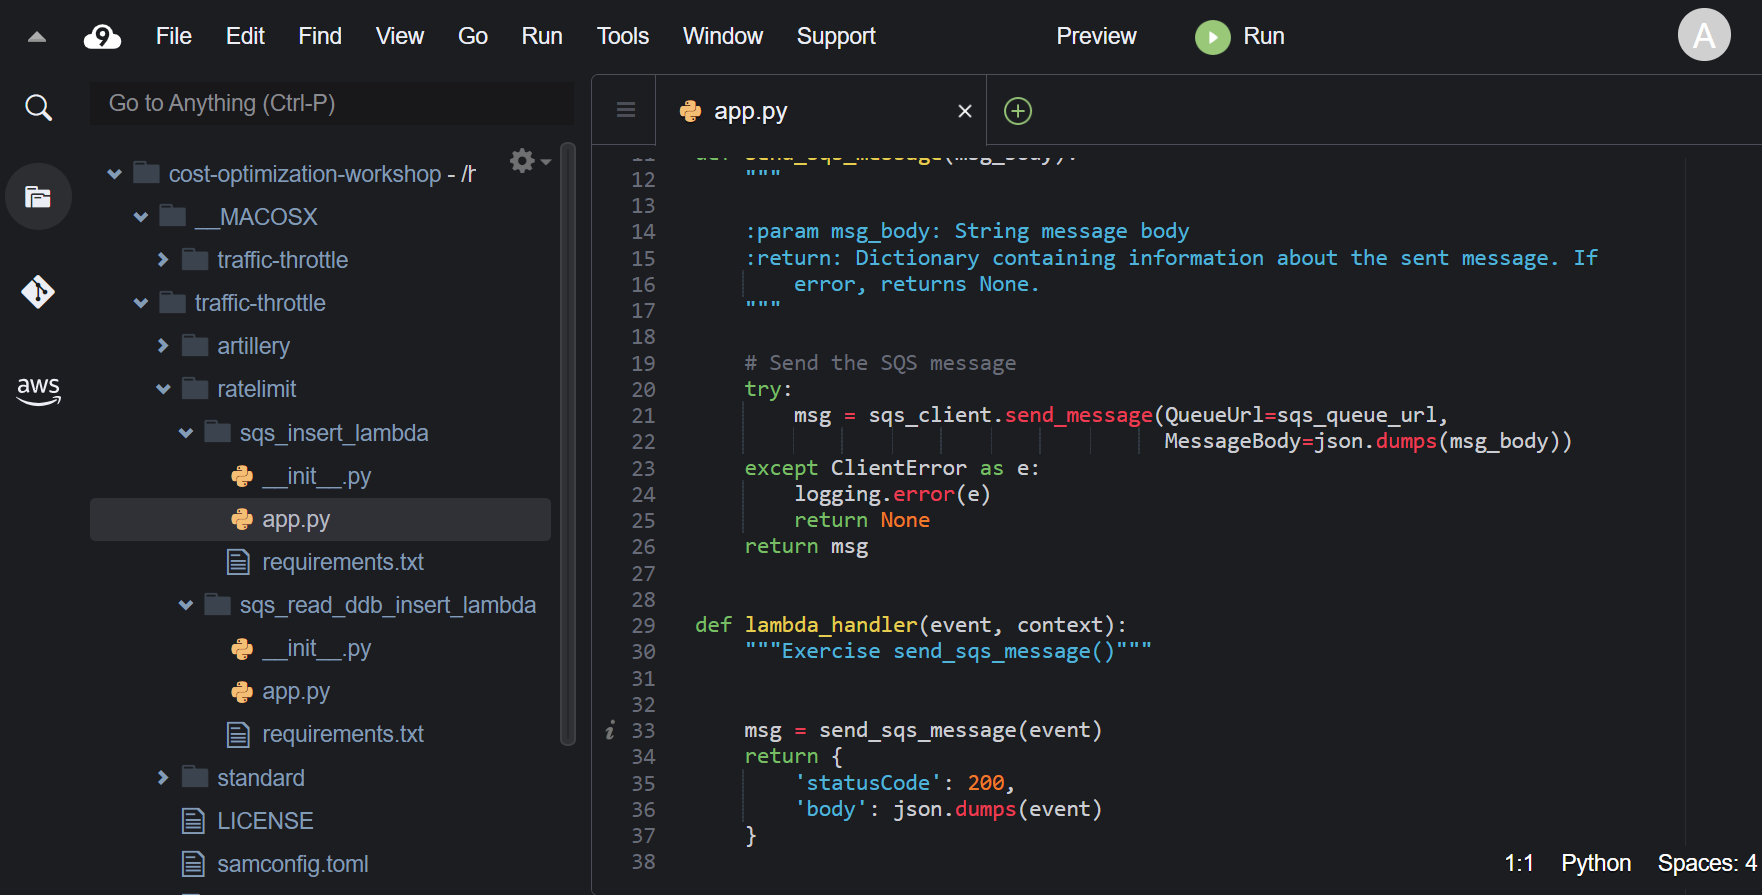 9 File Edit Find View Go Run Tools Window Support Preview Run A
Go to Anything (Ctrl-P)
cost-optimization-workshop - /h
__MACOSX
traffic-throttle
traffic-throttle
artillery
ratelimit
sqs_insert_lambda
__init__.py
app.py
requirements.txt
sqs_read_ddb_insert_lambda
__init__.py
app.py
requirements.txt
standard
LICENSE
samconfig.toml
aws
app.py
11 def send_sqs_message(msg_body):
12     """
13
14     :param msg_body: String message body
15     :return: Dictionary containing information about the sent message. If
16         error, returns None.
17     """
18
19     # Send the SQS message
20     try:
21         msg = sqs_client.send_message(QueueUrl=sqs_queue_url,
22                                       MessageBody=json.dumps(msg_body))
23     except ClientError as e:
24         logging.error(e)
25         return None
26     return msg
27
28
29 def lambda_handler(event, context):
30     """Exercise send_sqs_message()"""
31
32
i 33     msg = send_sqs_message(event)
34     return {
35         'statusCode': 200,
36         'body': json.dumps(event)
37     }
38
1:1 Python Spaces: 4